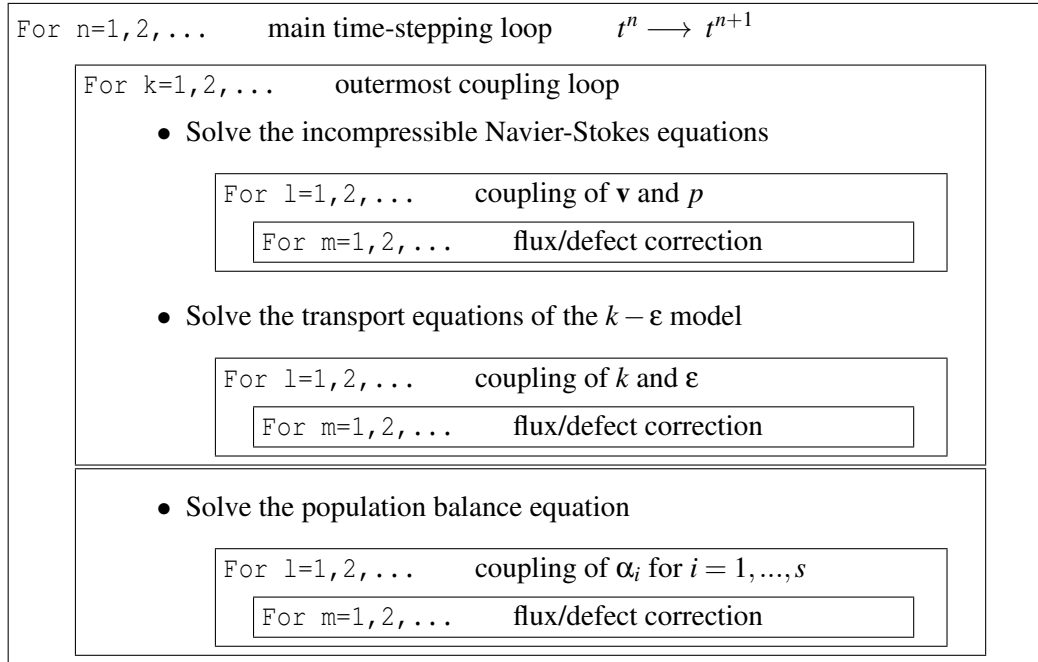 For n=1,2,... main time-stepping loop tⁿ ⟶ tⁿ⁺¹
For k=1,2,... outermost coupling loop
• Solve the incompressible Navier-Stokes equations
For l=1,2,... coupling of v and p
For m=1,2,... flux/defect correction
• Solve the transport equations of the k − ε model
For l=1,2,... coupling of k and ε
For m=1,2,... flux/defect correction
• Solve the population balance equation
For l=1,2,... coupling of αᵢ for i = 1,...,s
For m=1,2,... flux/defect correction